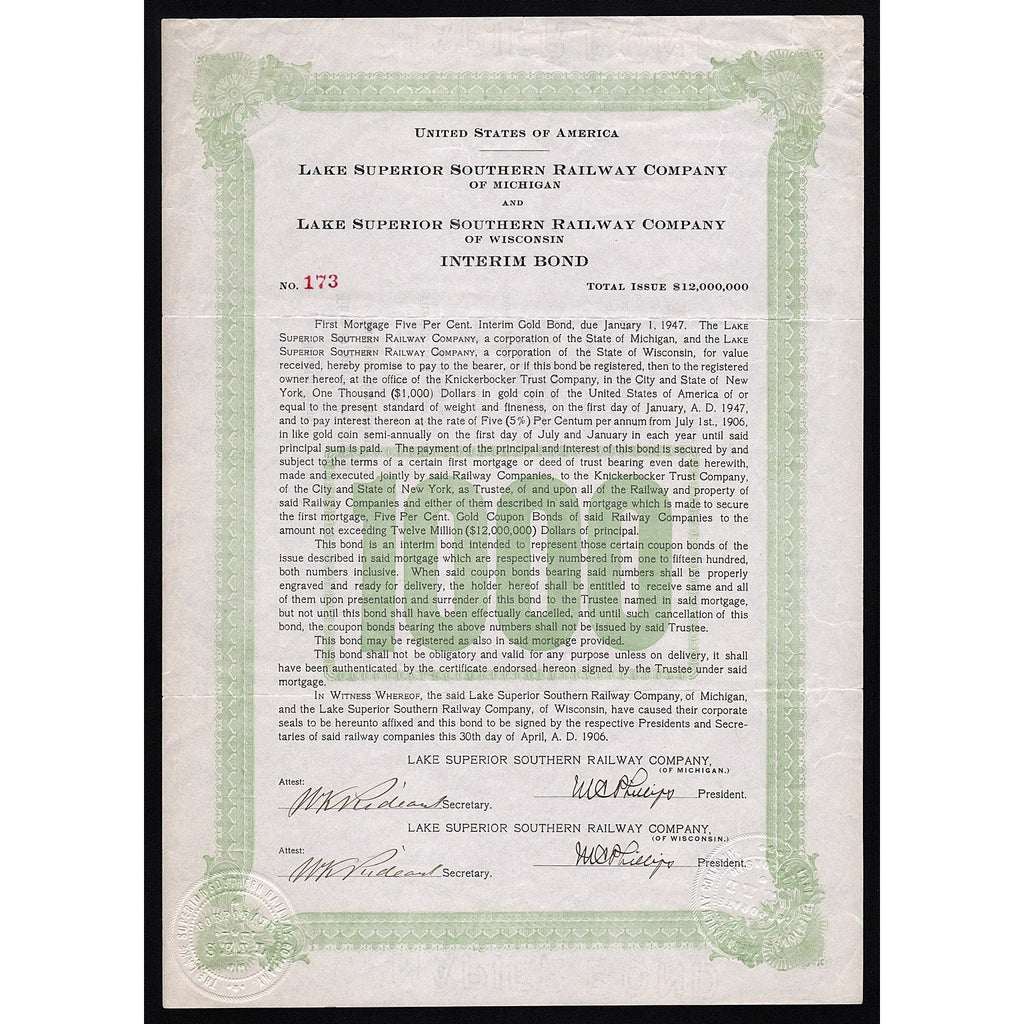 UNITED STATES OF AMERICA
LAKE SUPERIOR SOUTHERN RAILWAY COMPANY
OF MICHIGAN
AND
LAKE SUPERIOR SOUTHERN RAILWAY COMPANY
OF WISCONSIN
INTERIM BOND
NO. 173
TOTAL ISSUE $12,000,000
First Mortgage Five Per Cent. Interim Gold Bond, due January 1, 1947. The LAKE
SUPERIOR SOUTHERN RAILWAY COMPANY, a corporation of the State of Michigan, and the LAKE
SUPERIOR SOUTHERN RAILWAY COMPANY, a corporation of the State of Wisconsin, for value
received, hereby promise to pay to the bearer, or if this bond be registered, then to the registered
owner hereof, at the office of the Knickerbocker Trust Company, in the City and State of New
York, One Thousand ($1,000) Dollars in gold coin of the United States of America of or
equal to the present standard of weight and fineness, on the first day of January, A. D. 1947,
and to pay interest thereon at the rate of Five (5%) Per Centum per annum from July 1st., 1906,
in like gold coin semi-annually on the first day of July and January in each year until said
principal sum is paid. The payment of the principal and interest of this bond is secured by and
subject to the terms of a certain first mortgage or deed of trust bearing even date herewith,
made and executed jointly by said Railway Companies, to the Knickerbocker Trust Company,
of the City and State of New York, as Trustee, of and upon all of the Railway and property of
said Railway Companies and either of them described in said mortgage which is made to secure
the first mortgage, Five Per Cent. Gold Coupon Bonds of said Railway Companies to the
amount not exceeding Twelve Million ($12,000,000) Dollars of principal.
This bond is an interim bond intended to represent those certain coupon bonds of the
issue described in said mortgage which are respectively numbered from one to fifteen hundred,
both numbers inclusive. When said coupon bonds bearing said numbers shall be properly
engraved and ready for delivery, the holder hereof shall be entitled to receive same and all
of them upon presentation and surrender of this bond to the Trustee named in said mortgage,
but not until this bond shall have been effectually cancelled, and until such cancellation of this
bond, the coupon bonds bearing the above numbers shall not be issued by said Trustee.
This bond may be registered as also in said mortgage provided.
This bond shall not be obligatory and valid for any purpose unless on delivery, it shall
have been authenticated by the certificate endorsed hereon signed by the Trustee under said
mortgage.
1000
IN WITNESS WHEREOF, the said Lake Superior Southern Railway Company, of Michigan,
and the Lake Superior Southern Railway Company, of Wisconsin, have caused their corporate
seals to be hereunto affixed and this bond to be signed by the respective Presidents and Secre-
taries of said railway companies this 30th day of April, A. D. 1906.
LAKE SUPERIOR SOUTHERN RAILWAY COMPANY,
(OF MICHIGAN.)
Attest:
WK Rideout Secretary.
MC Phillips President.
LAKE SUPERIOR SOUTHERN RAILWAY COMPANY,
(OF WISCONSIN.)
Attest:
WK Rideout Secretary.
MC Phillips President.
THE LAKE SUPERIOR SOUTHERN RAILWAY COMPANY.
CORPORATE
SEAL